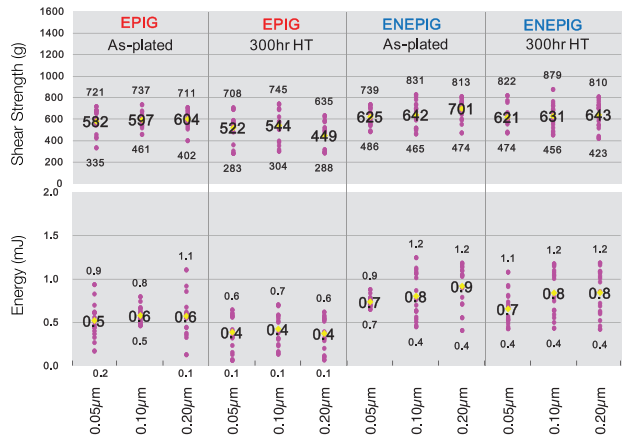 EPIG EPIG ENEPIG ENEPIG
As-plated 300hr HT As-plated 300hr HT
Shear Strength (g)
1600
1400
1200
1000
800
600
400
200
0
721 737 711 708 745 635 739 831 813 822 879 810
582 597 604 522 544 449 625 642 701 621 631 643
335 461 402 283 304 288 486 465 474 474 456 423
Energy (mJ)
2.0
1.5
1.0
0.5
0.0
0.9 0.8 1.1 0.6 0.7 0.6 0.9 1.2 1.2 1.1 1.2 1.2
0.5 0.6 0.6 0.4 0.4 0.4 0.7 0.8 0.9 0.7 0.8 0.8
0.2 0.5 0.1 0.1 0.1 0.1 0.7 0.4 0.4 0.4 0.4 0.4
0.05µm 0.10µm 0.20µm 0.05µm 0.10µm 0.20µm 0.05µm 0.10µm 0.20µm 0.05µm 0.10µm 0.20µm